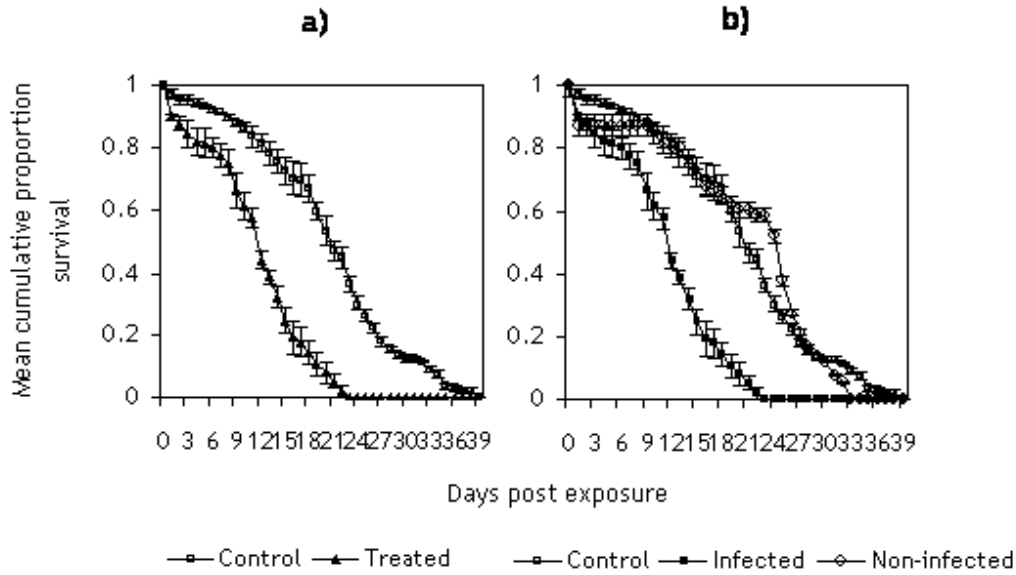 a) b)
Mean cumulative proportion
survival
1
0.8
0.6
0.4
0.2
0
0 3 6 9 12 15 18 21 24 27 30 33 36 39
1
0.8
0.6
0.4
0.2
0
0 3 6 9 12 15 18 21 24 27 30 33 36 39
Days post exposure
Control Treated Control Infected Non-infected